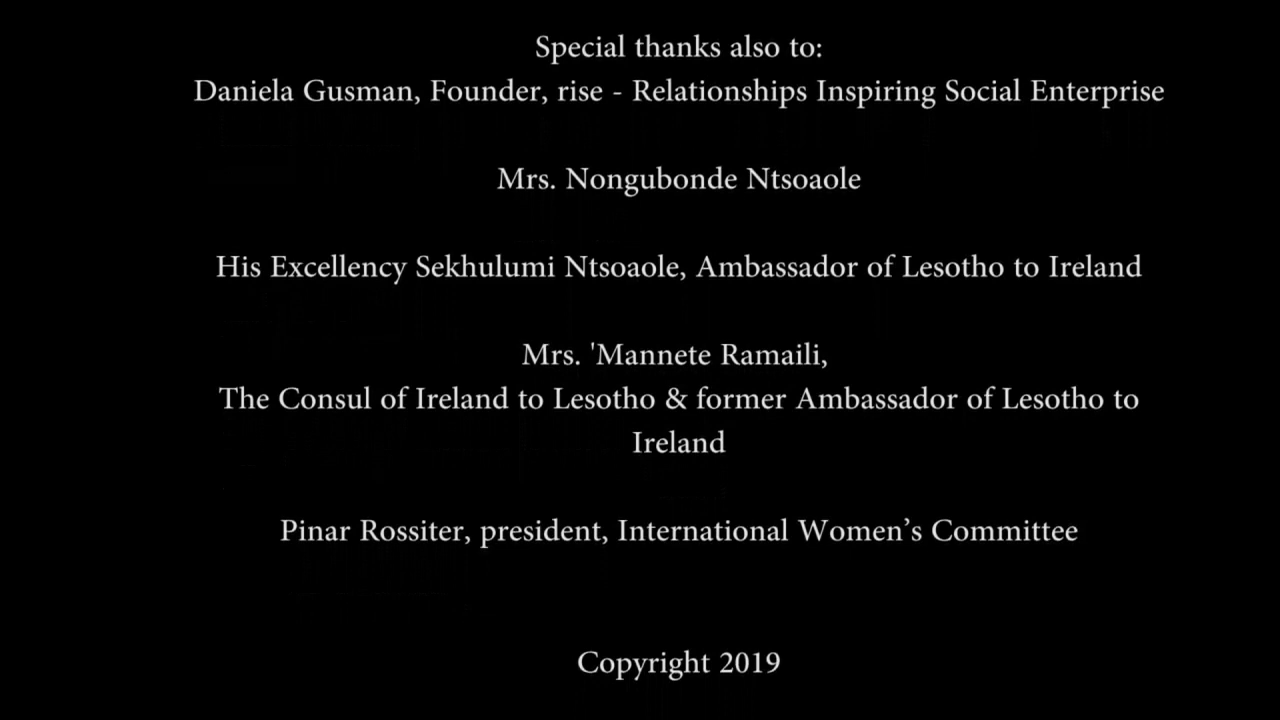 Special thanks also to:
Daniela Gusman, Founder, rise - Relationships Inspiring Social Enterprise
Mrs. Nongubonde Ntsoaole
His Excellency Sekhulumi Ntsoaole, Ambassador of Lesotho to Ireland
Mrs. 'Mannete Ramaili,
The Consul of Ireland to Lesotho & former Ambassador of Lesotho to
Ireland
Pinar Rossiter, president, International Women’s Committee
Copyright 2019